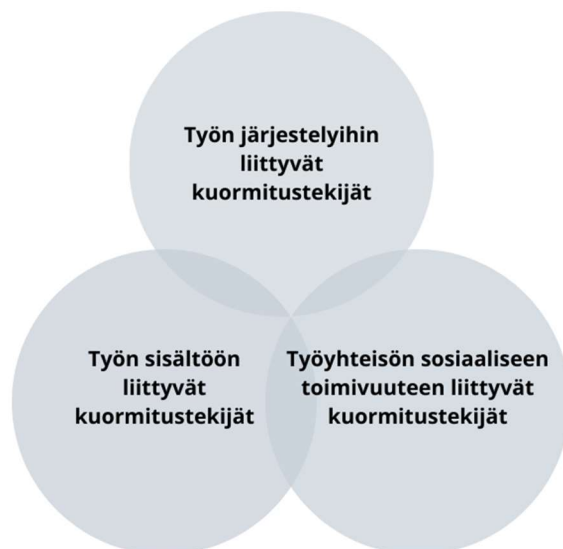 Työn järjestelyihin
liittyvät
kuormitustekijät
Työn sisältöön
liittyvät
kuormitustekijät
Työyhteisön sosiaaliseen
toimivuuteen liittyvät
kuormitustekijät